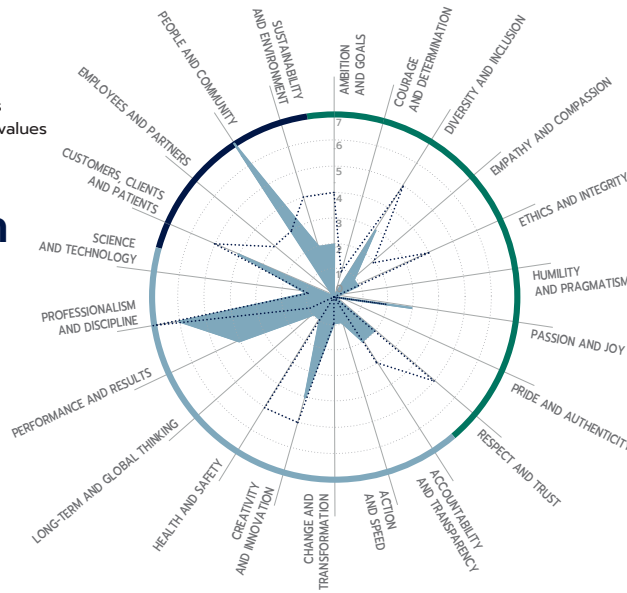 values
PEOPLE AND COMMUNITY
SUSTAINABILITY
AND ENVIRONMENT
AMBITION
AND GOALS
COURAGE
AND DETERMINATION
DIVERSITY AND INCLUSION
EMPATHY AND COMPASSION
ETHICS AND INTEGRITY
HUMILITY
AND PRAGMATISM
PASSION AND JOY
PRIDE AND AUTHENTICITY
RESPECT AND TRUST
ACCOUNTABILITY
AND TRANSPARENCY
ACTION
AND SPEED
CHANGE AND
TRANSFORMATION
CREATIVITY
AND INNOVATION
HEALTH AND SAFETY
LONG-TERM AND GLOBAL THINKING
PERFORMANCE AND RESULTS
PROFESSIONALISM
AND DISCIPLINE
SCIENCE
AND TECHNOLOGY
CUSTOMERS, CLIENTS
AND PATIENTS
EMPLOYEES AND PARTNERS
7
6
5
4
3
2
1